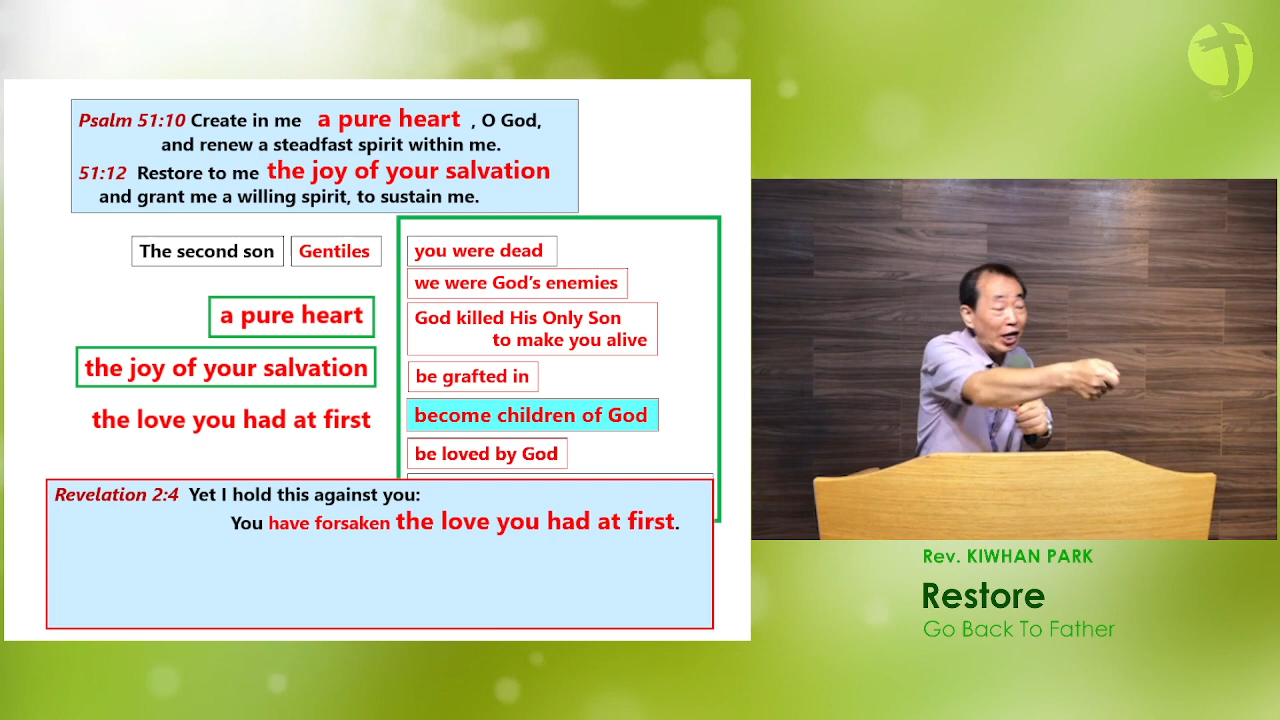 Psalm 51:10 Create in me a pure heart , O God,
and renew a steadfast spirit within me.
51:12 Restore to me the joy of your salvation
and grant me a willing spirit, to sustain me.
The second son Gentiles
a pure heart
the joy of your salvation
the love you had at first
you were dead
we were God's enemies
God killed His Only Son
to make you alive
be grafted in
become children of God
be loved by God
Revelation 2:4 Yet I hold this against you:
You have forsaken the love you had at first.
Rev. KIWHAN PARK
Restore
Go Back To Father